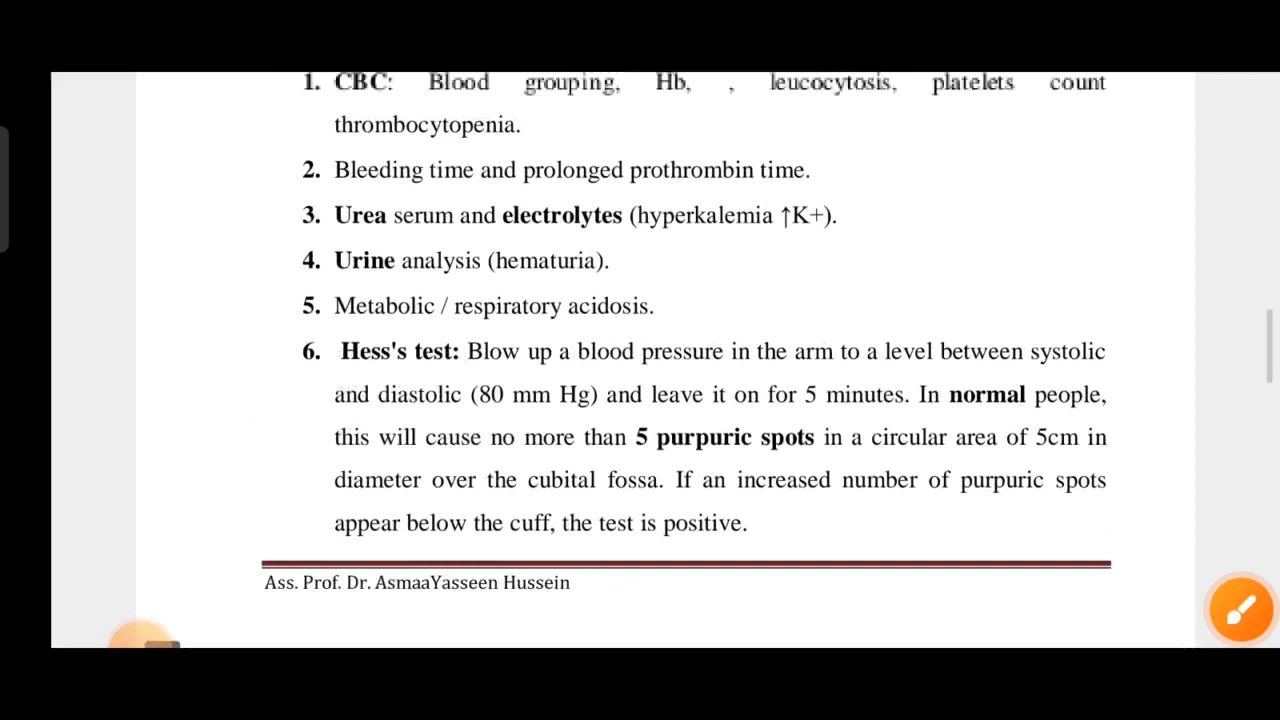 1. CBC: Blood grouping, Hb, , leucocytosis, platelets count
thrombocytopenia.
2. Bleeding time and prolonged prothrombin time.
3. Urea serum and electrolytes (hyperkalemia ↑K+).
4. Urine analysis (hematuria).
5. Metabolic / respiratory acidosis.
6. Hess's test: Blow up a blood pressure in the arm to a level between systolic
and diastolic (80 mm Hg) and leave it on for 5 minutes. In normal people,
this will cause no more than 5 purpuric spots in a circular area of 5cm in
diameter over the cubital fossa. If an increased number of purpuric spots
appear below the cuff, the test is positive.
Ass. Prof. Dr. AsmaaYasseen Hussein